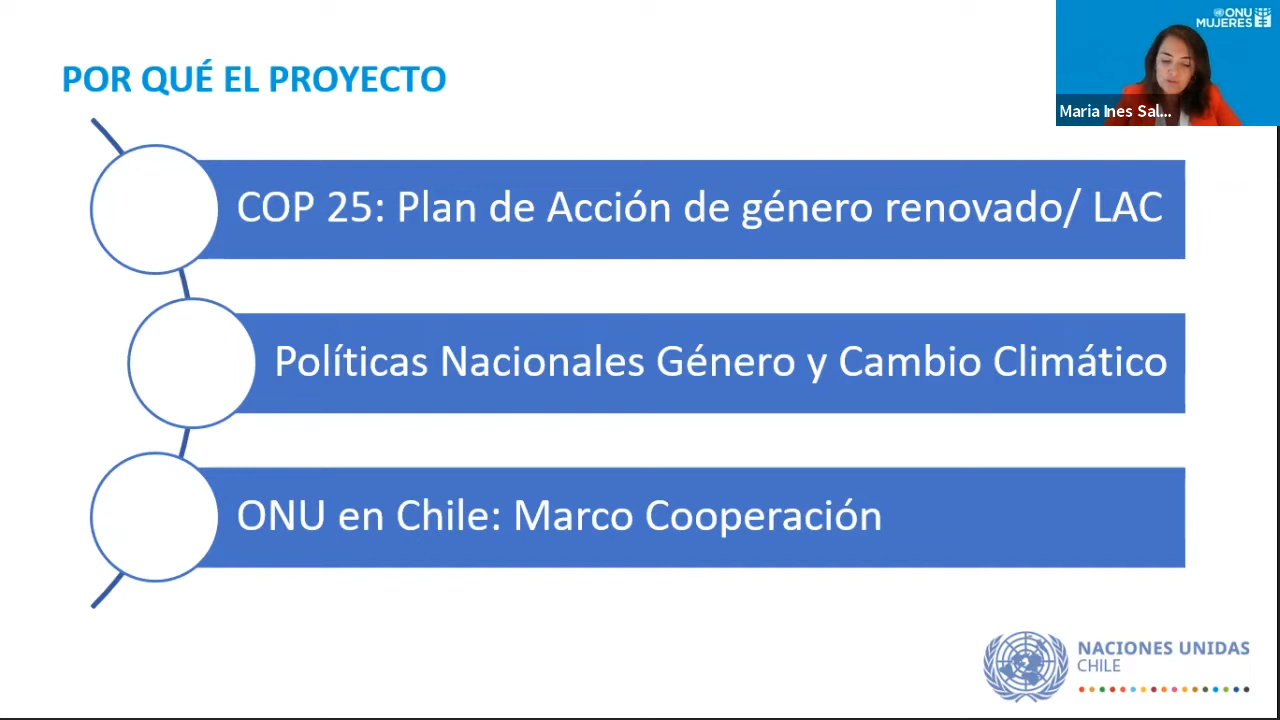 ONU
MUJERES
POR QUÉ EL PROYECTO
Maria Ines Sal...
COP 25: Plan de Acción de género renovado/ LAC
Políticas Nacionales Género y Cambio Climático
ONU en Chile: Marco Cooperación
NACIONES UNIDAS
CHILE